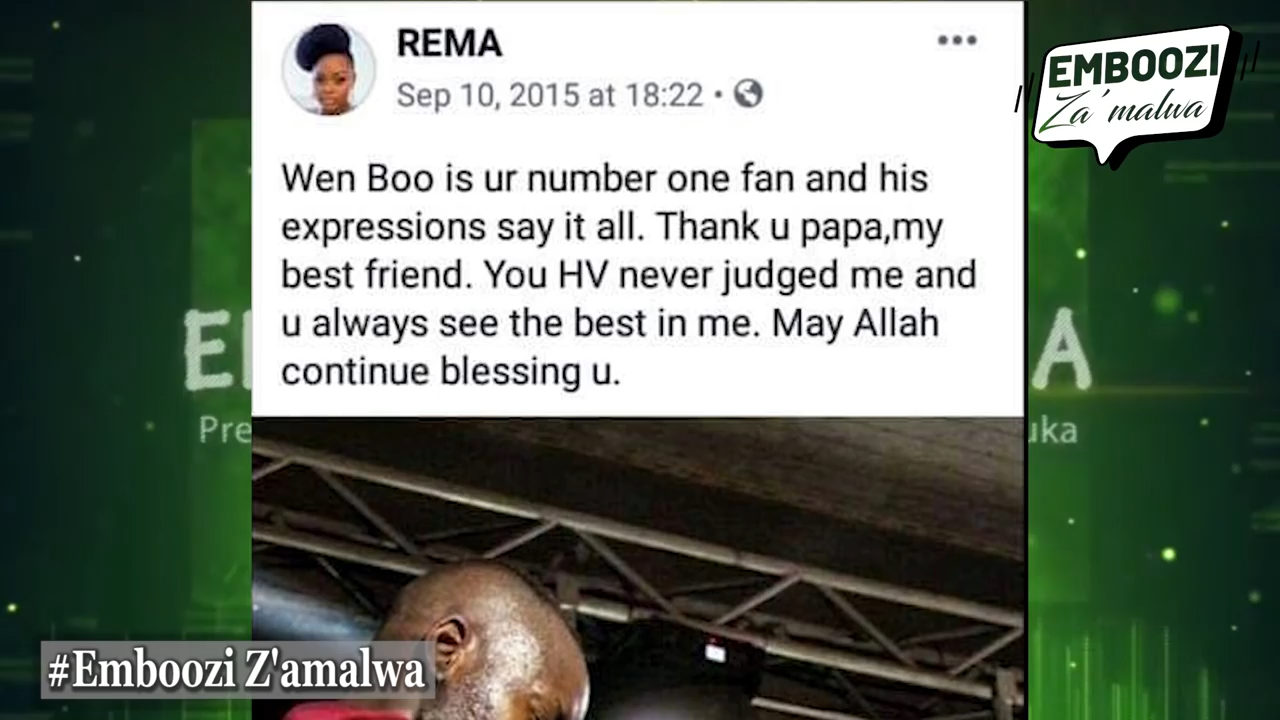 REMA
Sep 10, 2015 at 18:22 •
Wen Boo is ur number one fan and his
expressions say it all. Thank u papa,my
best friend. You HV never judged me and
u always see the best in me. May Allah
continue blessing u.
EMBOOZI
Za'malwa
#Emboozi Z'amalwa